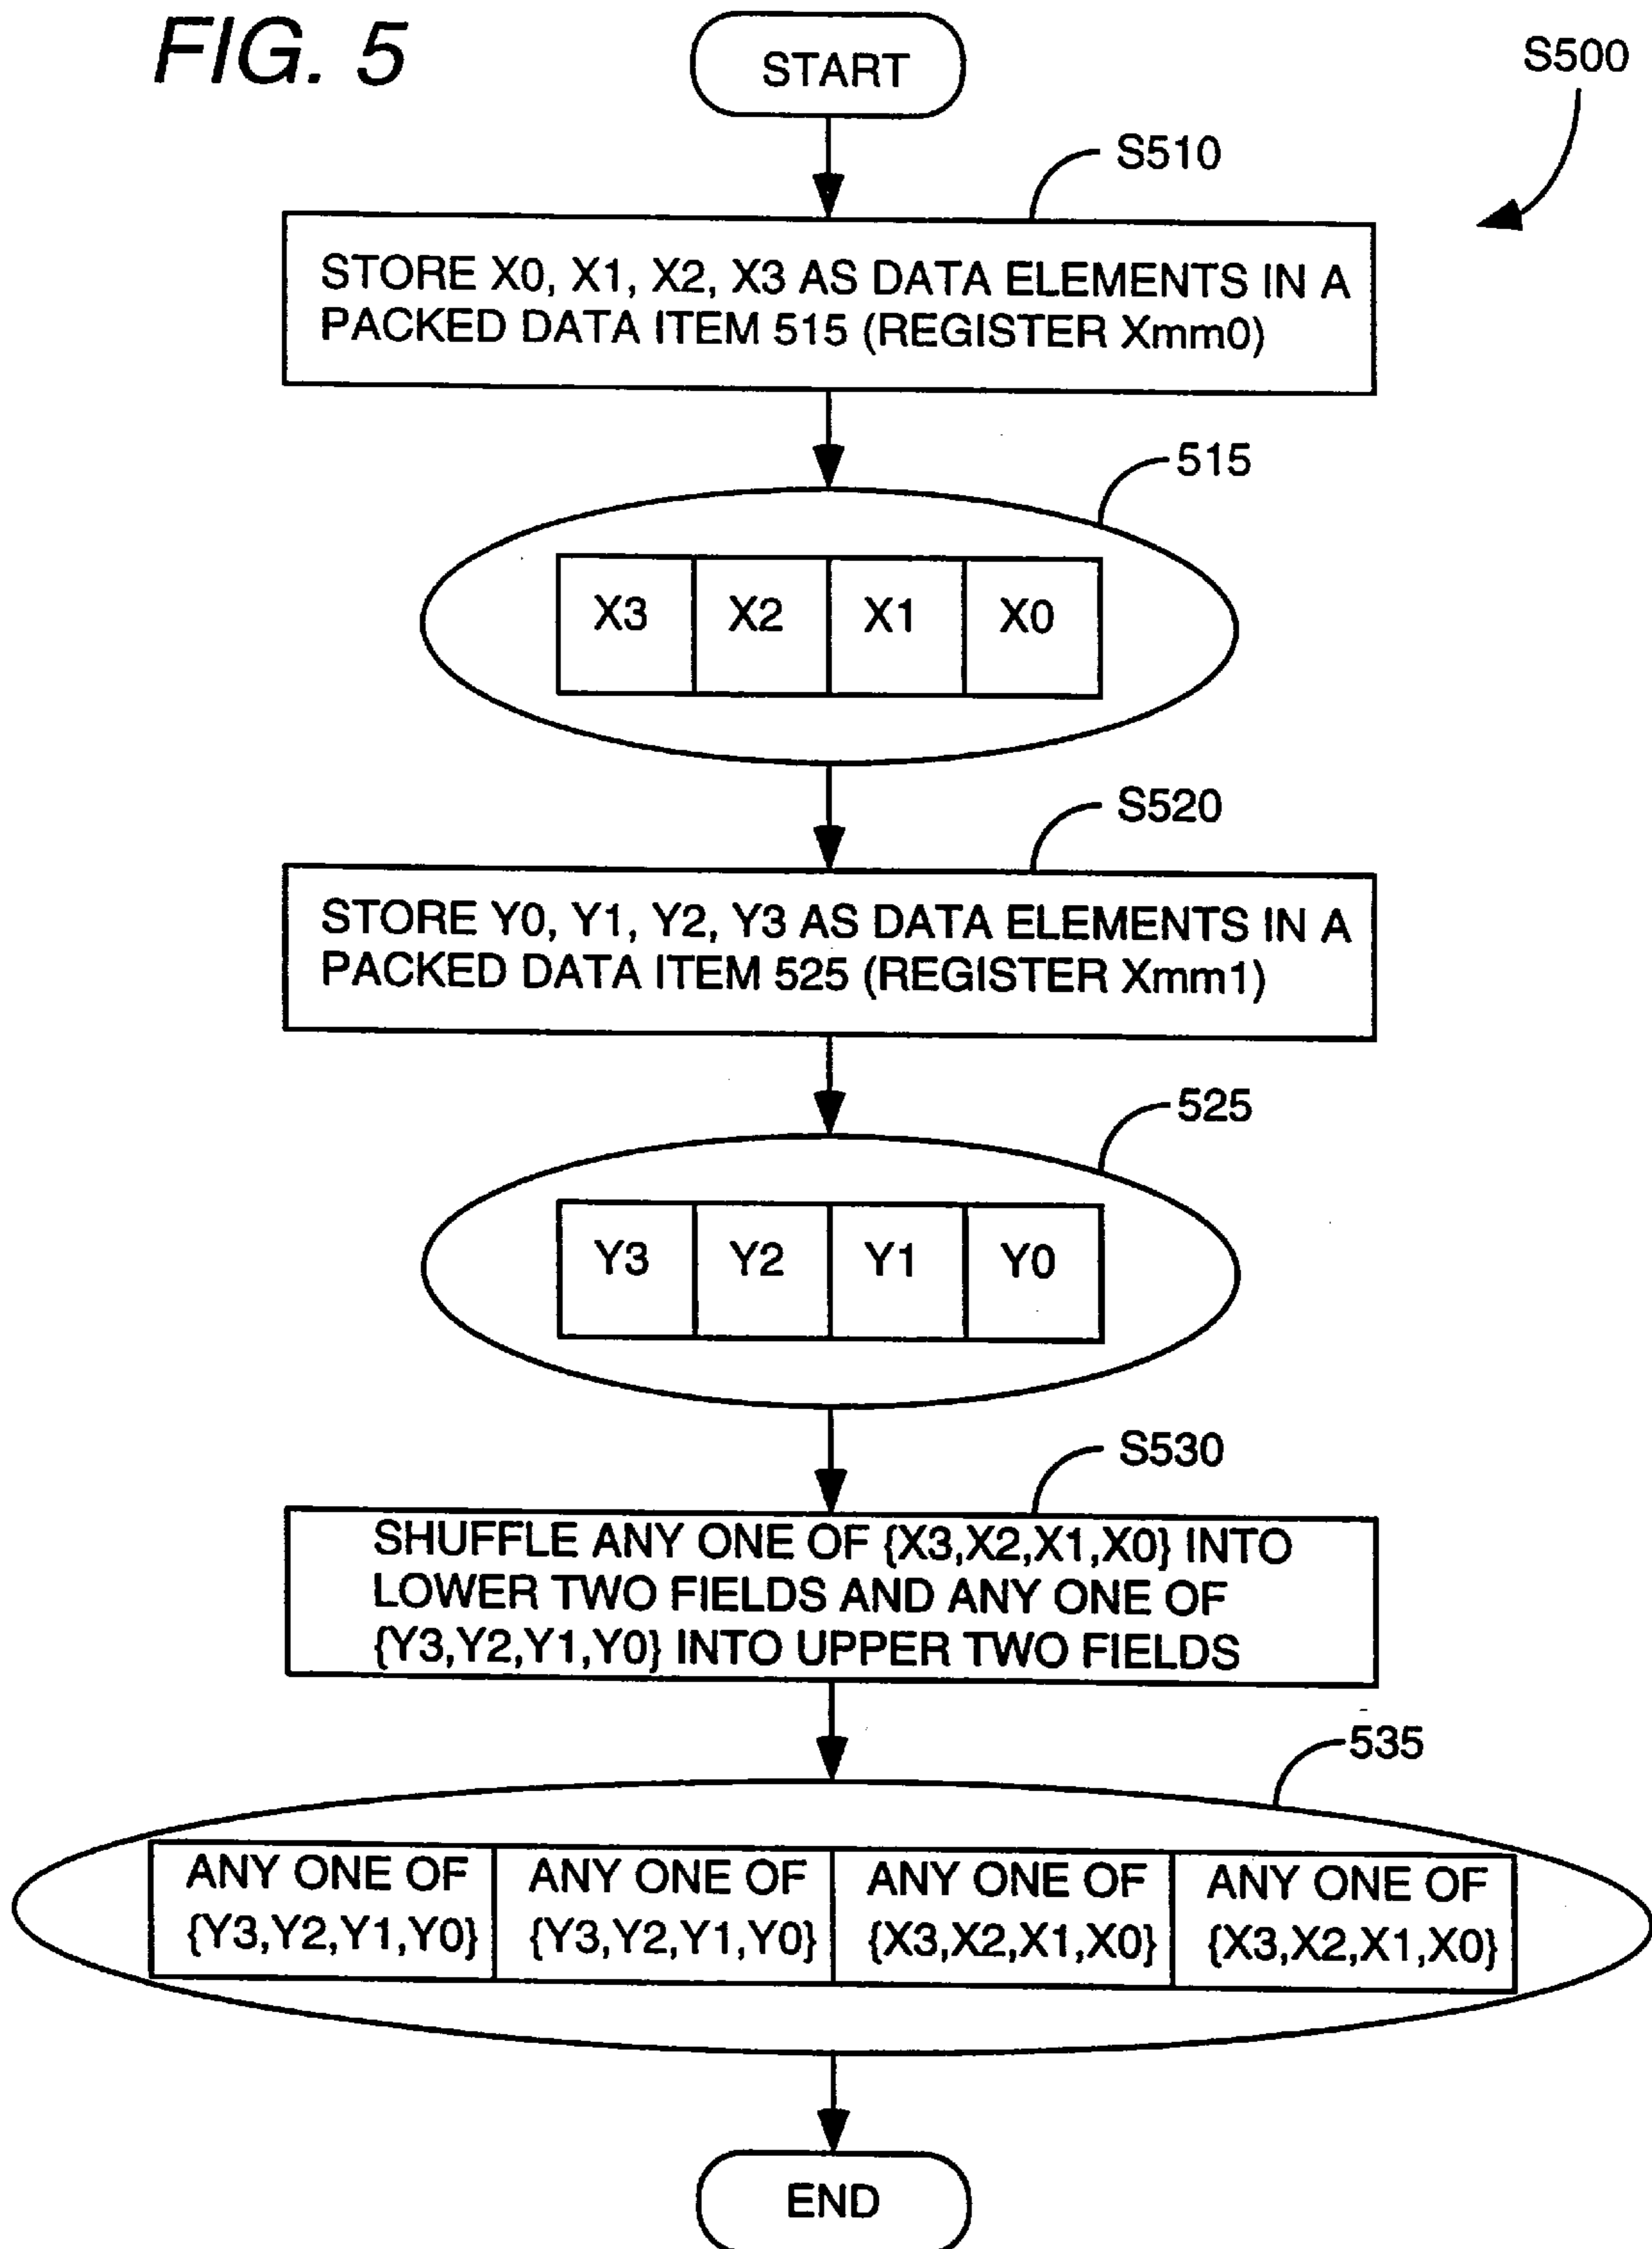 FIG. 5
START
S500
S510
STORE X0, X1, X2, X3 AS DATA ELEMENTS IN A
PACKED DATA ITEM 515 (REGISTER Xmm0)
515
X3 X2 X1 X0
S520
STORE Y0, Y1, Y2, Y3 AS DATA ELEMENTS IN A
PACKED DATA ITEM 525 (REGISTER Xmm1)
525
Y3 Y2 Y1 Y0
S530
SHUFFLE ANY ONE OF {X3,X2,X1,X0} INTO
LOWER TWO FIELDS AND ANY ONE OF
{Y3,Y2,Y1,Y0} INTO UPPER TWO FIELDS
535
ANY ONE OF ANY ONE OF ANY ONE OF ANY ONE OF
{Y3,Y2,Y1,Y0} {Y3,Y2,Y1,Y0} {X3,X2,X1,X0} {X3,X2,X1,X0}
END